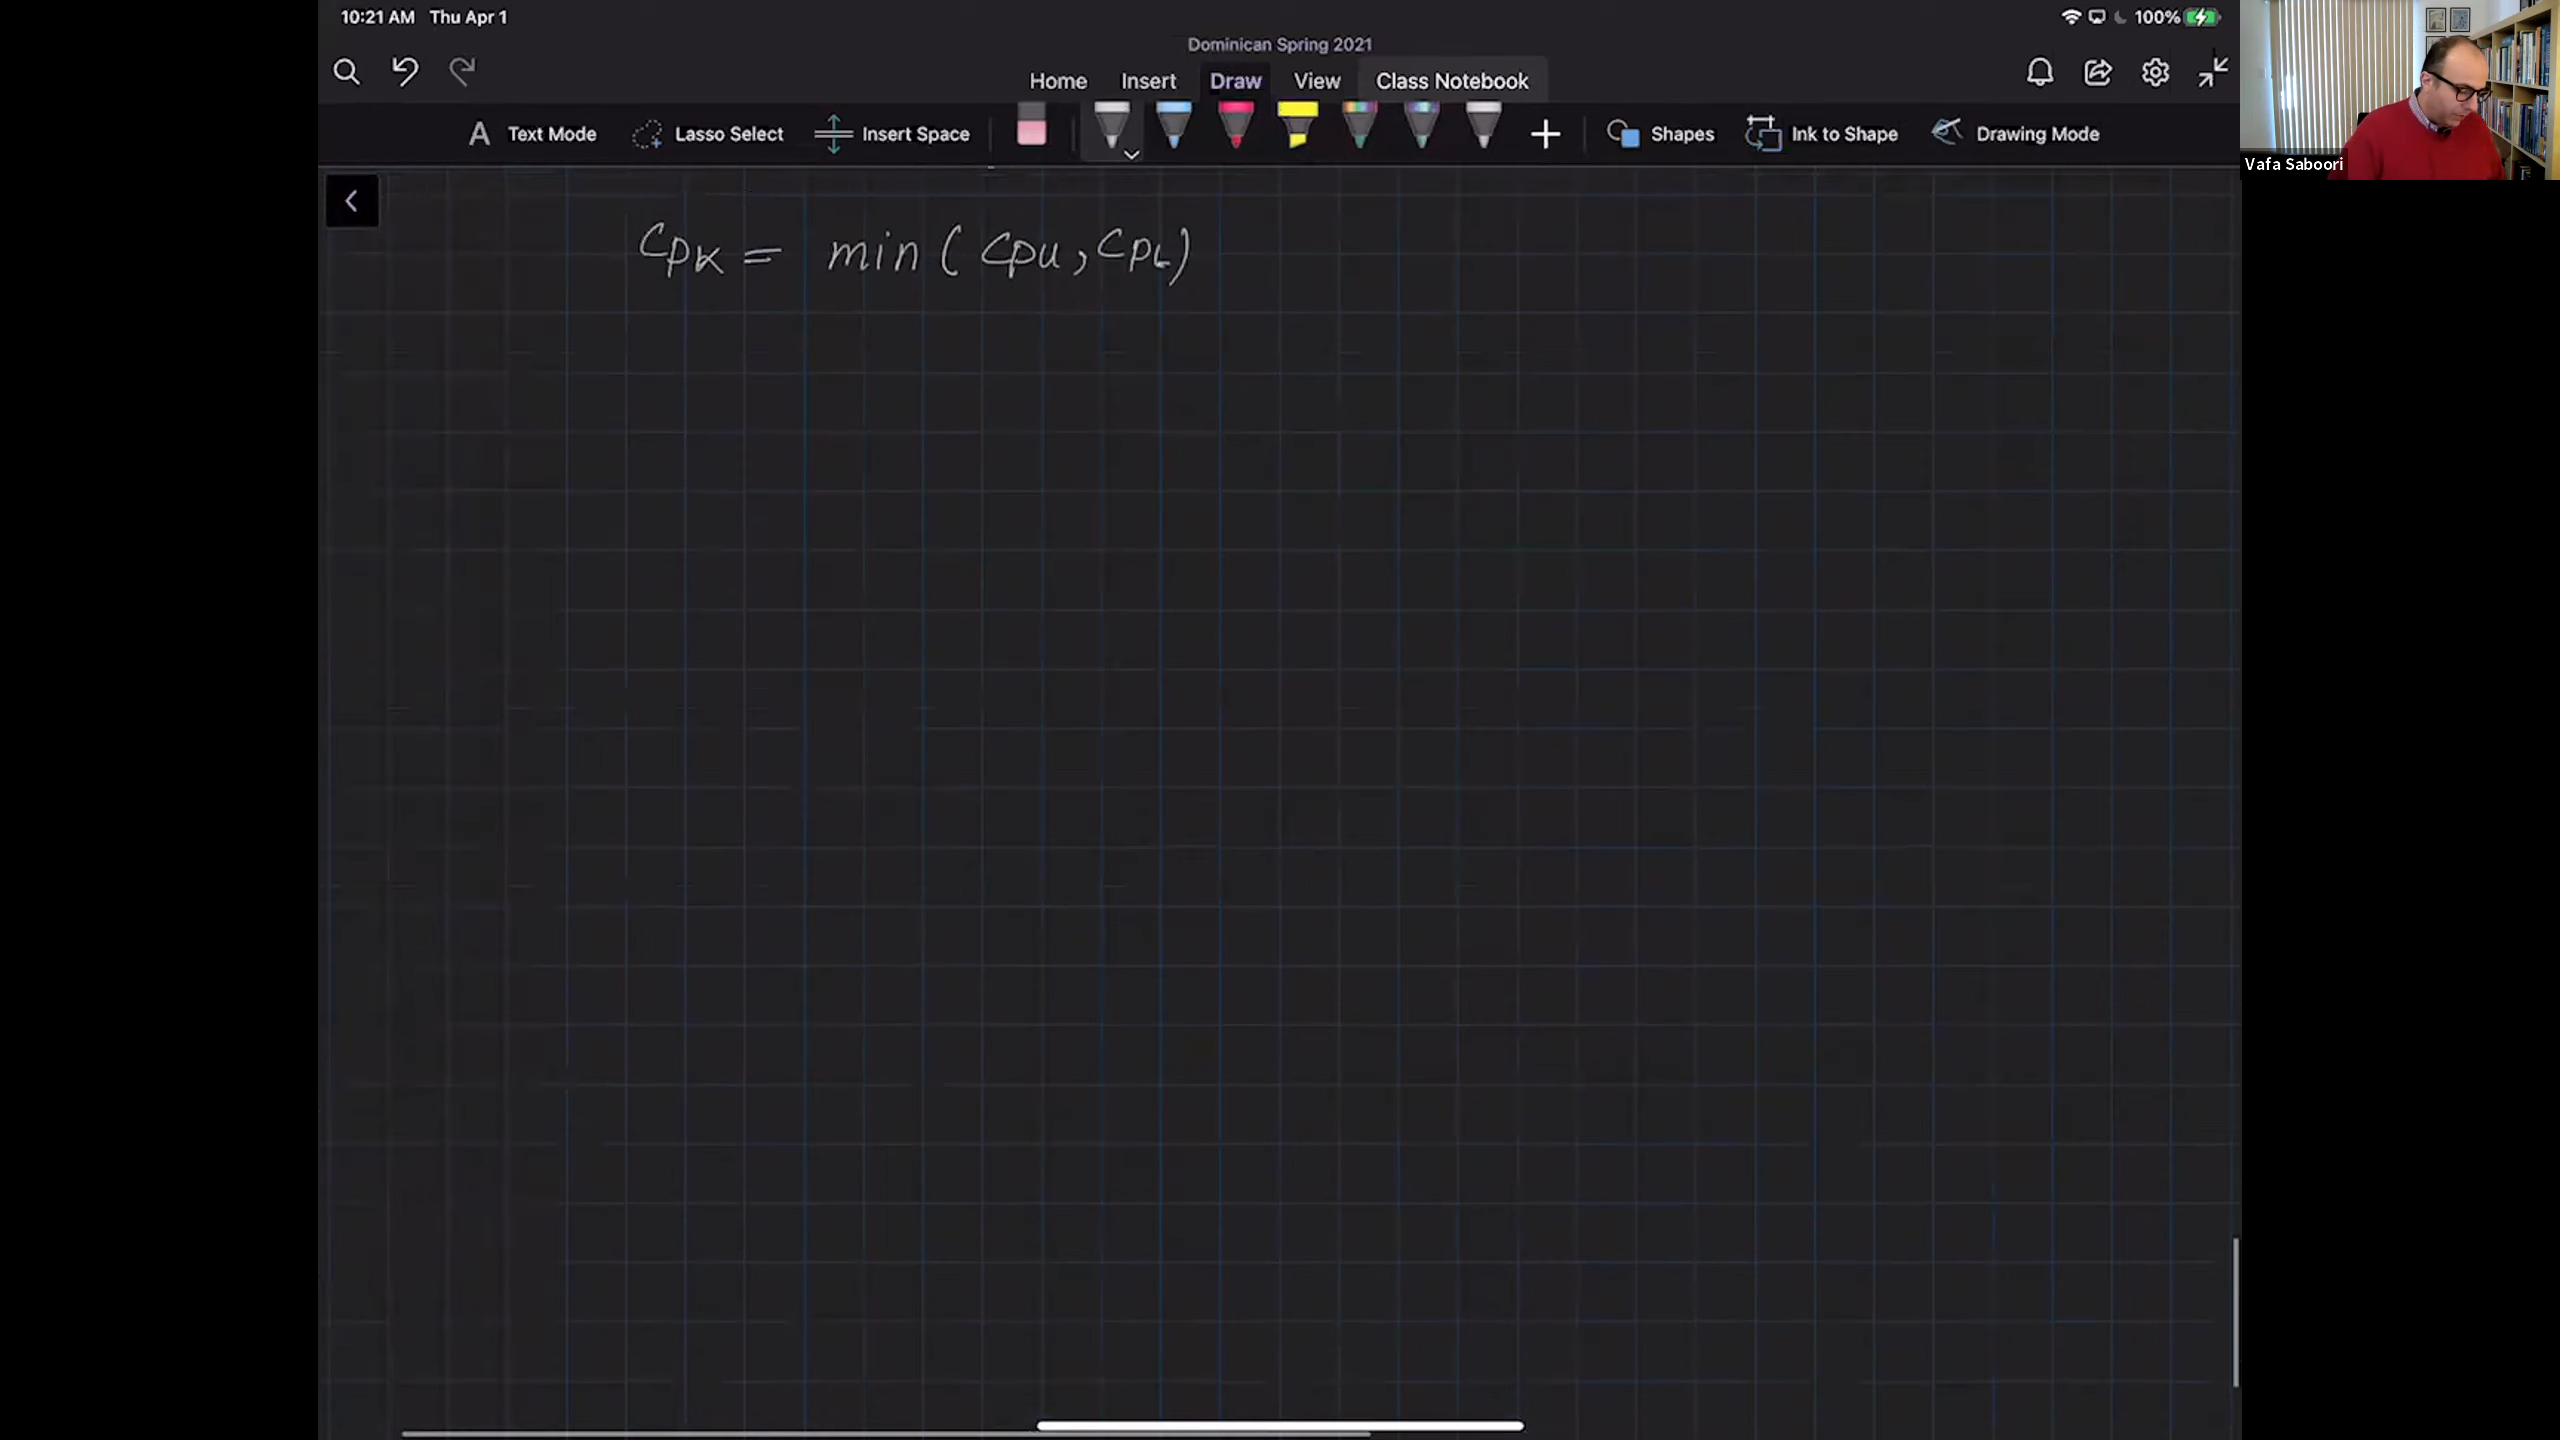 10:21 AM Thu Apr 1
100%
Dominican Spring 2021
Home Insert Draw View Class Notebook
A Text Mode Lasso Select Insert Space Shapes Ink to Shape Drawing Mode
Vafa Saboori
Cpk = min ( Cpu, CpL)